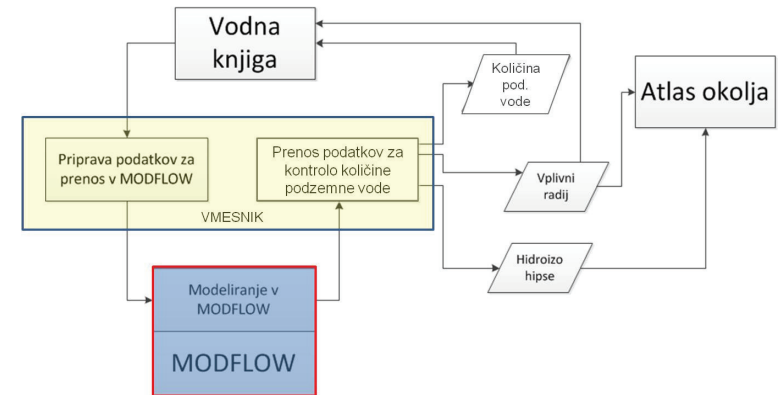 Vodna
knjiga
Količina
pod.
vode
Atlas okolja
Priprava podatkov za
prenos v MODFLOW
Prenos podatkov za
kontrolo količine
podzemne vode
Vplivni
radij
VMESNIK
Hidroizo
hipse
Modeliranje v
MODFLOW
MODFLOW